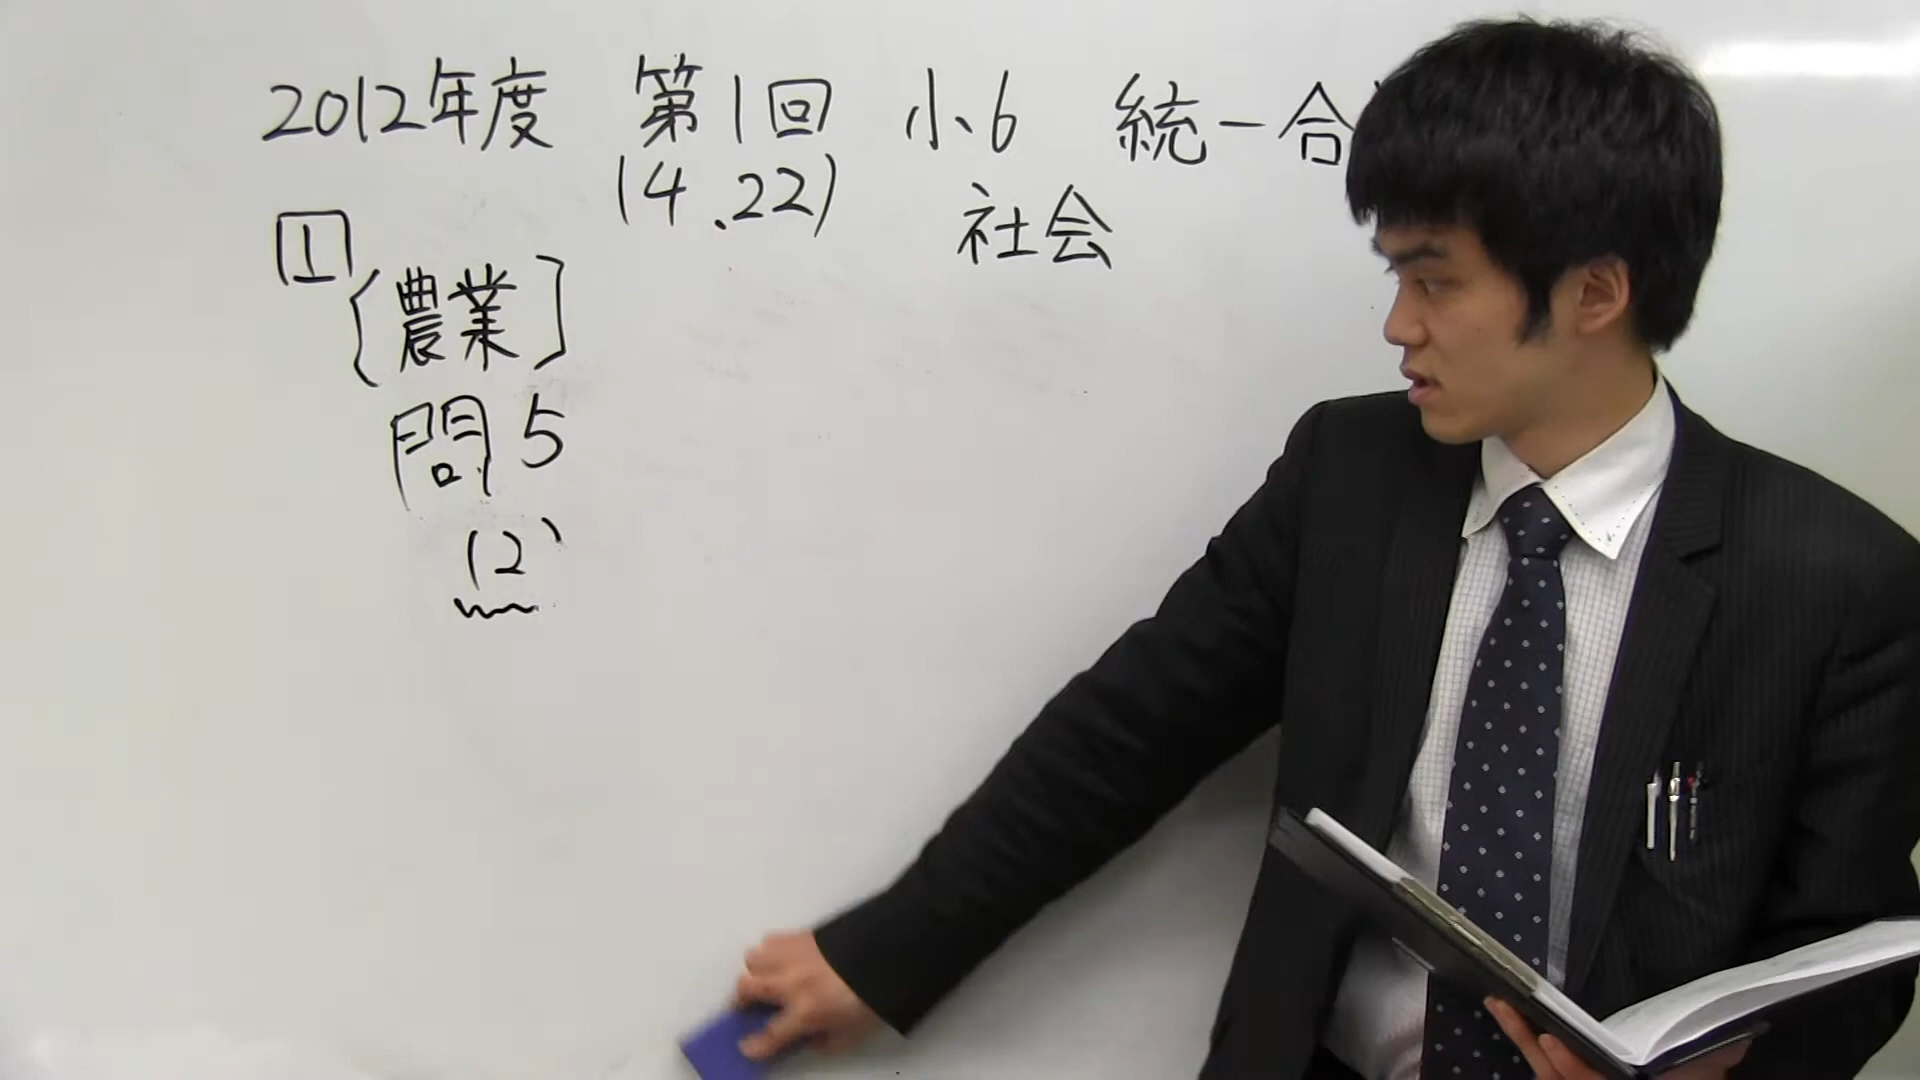 2012年度 第1回 小6 統一合
(4.22) 社会
1
[農業]
問5
(2)